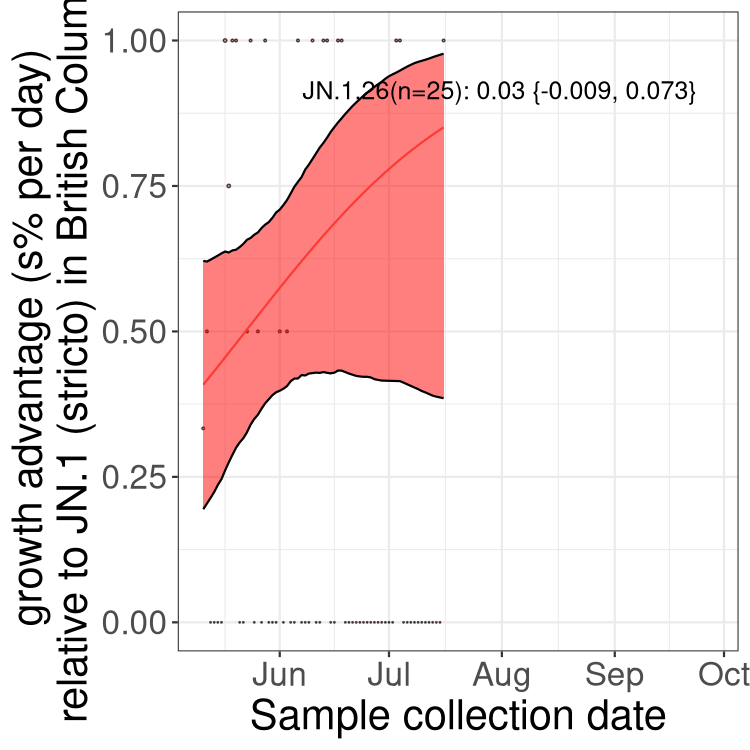 growth advantage (s% per day)
relative to JN.1 (stricto) in British Colum
1.00
0.75
0.50
0.25
0.00
JN.1.26(n=25): 0.03 {-0.009, 0.073}
Jun
Jul
Aug
Sep
Oct
Sample collection date